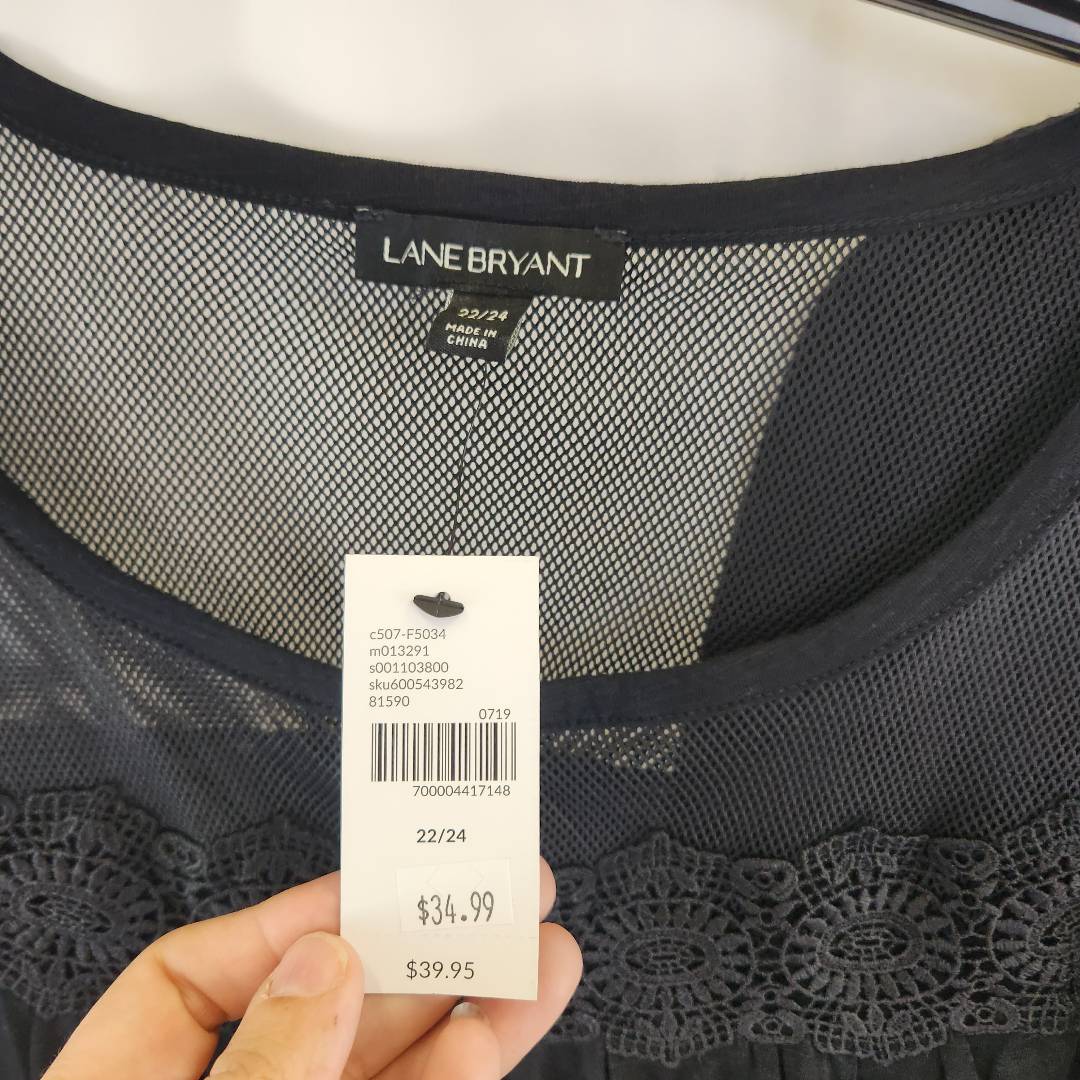 LANE BRYANT
22/24
MADE IN
CHINA
c507-F5034
m013291
s001103800
sku600543982
81590
0719
700004417148
22/24
$34.99
$39.95